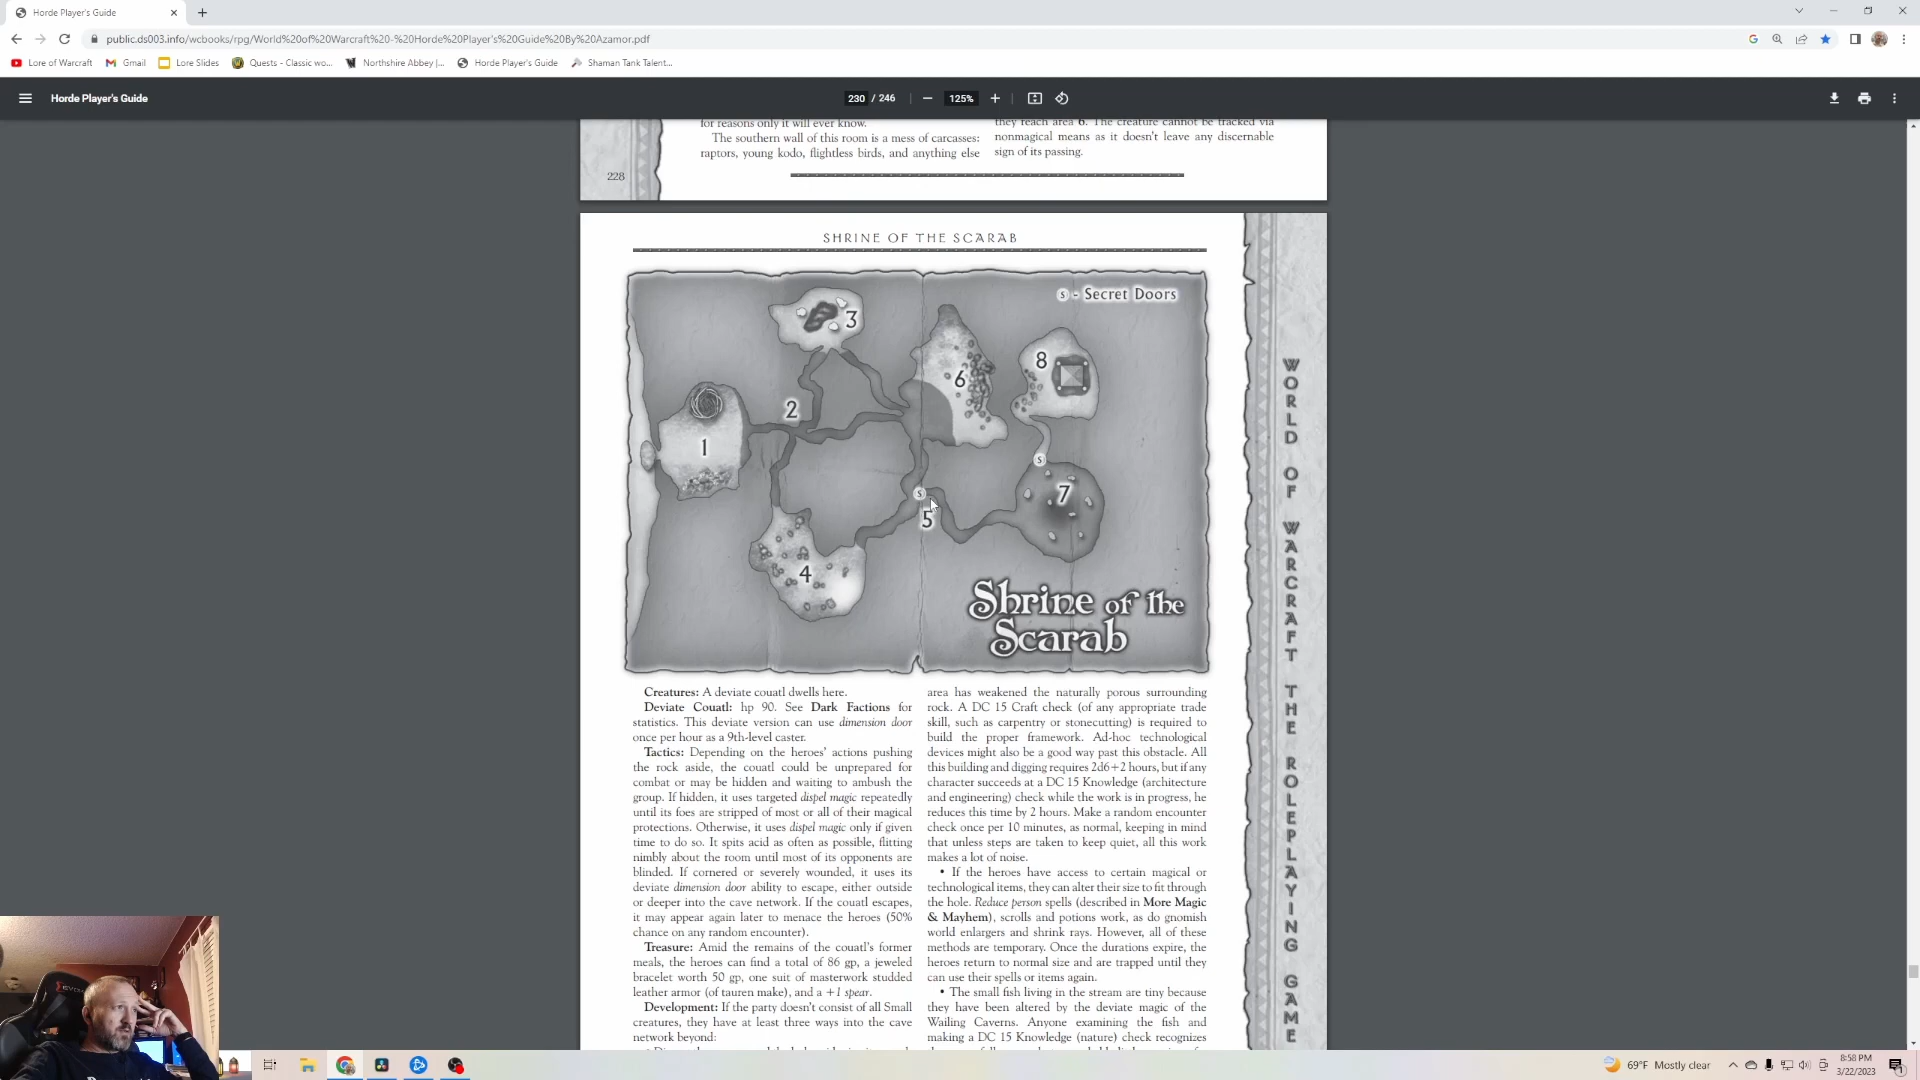 Horde Player's Guide
public.ds003.info/wcbooks/rpg/World%20of%20Warcraft%20-%20Horde%20Player's%20Guide%20By%20Azamor.pdf
Lore of Warcraft
Gmail
Lore Slides
Quests - Classic wo...
Northshire Abbey |...
Horde Player's Guide
Shaman Tank Talent...
Horde Player's Guide
230 / 246
125%
for reasons only it will ever know.
The southern wall of this room is a mess of carcasses:
raptors, young kodo, flightless birds, and anything else
they reach area 6. The creature cannot be tracked via
nonmagical means as it doesn't leave any discernable
sign of its passing.
228
SHRINE OF THE SCARAB
S - Secret Doors
3
6
8
2
1
S
7
S
5
4
Shrine of the
Scarab
Creatures: A deviate couatl dwells here.
Deviate Couatl: hp 90. See Dark Factions for
statistics. This deviate version can use dimension door
once per hour as a 9th-level caster.
Tactics: Depending on the heroes' actions pushing
the rock aside, the couatl could be unprepared for
combat or may be hidden and waiting to ambush the
group. If hidden, it uses targeted dispel magic repeatedly
until its foes are stripped of most or all of their magical
protections. Otherwise, it uses dispel magic only if given
time to do so. It spits acid as often as possible, flitting
nimbly about the room until most of its opponents are
blinded. If cornered or severely wounded, it uses its
deviate dimension door ability to escape, either outside
or deeper into the cave network. If the couatl escapes,
it may appear again later to menace the heroes (50%
chance on any random encounter).
Treasure: Amid the remains of the couatl's former
meals, the heroes can find a total of 86 gp, a jeweled
bracelet worth 50 gp, one suit of masterwork studded
leather armor (of tauren make), and a +1 spear.
Development: If the party doesn't consist of all Small
creatures, they have at least three ways into the cave
network beyond:
area has weakened the naturally porous surrounding
rock. A DC 15 Craft check (of any appropriate trade
skill, such as carpentry or stonecutting) is required to
build the proper framework. Ad-hoc technological
devices might also be a good way past this obstacle. All
this building and digging requires 2d6+2 hours, but if any
character succeeds at a DC 15 Knowledge (architecture
and engineering) check while the work is in progress, he
reduces this time by 2 hours. Make a random encounter
check once per 10 minutes, as normal, keeping in mind
that unless steps are taken to keep quiet, all this work
makes a lot of noise.
• If the heroes have access to certain magical or
technological items, they can alter their size to fit through
the hole. Reduce person spells (described in More Magic
& Mayhem), scrolls and potions work, as do gnomish
world enlargers and shrink rays. However, all of these
methods are temporary. Once the durations expire, the
heroes return to normal size and are trapped until they
can use their spells or items again.
• The small fish living in the stream are tiny because
they have been altered by the deviate magic of the
Wailing Caverns. Anyone examining the fish and
making a DC 15 Knowledge (nature) check recognizes
WORLD OF WARCRAFT THE ROLEPLAYING GAME
69°F Mostly clear
8:58 PM
3/22/2023